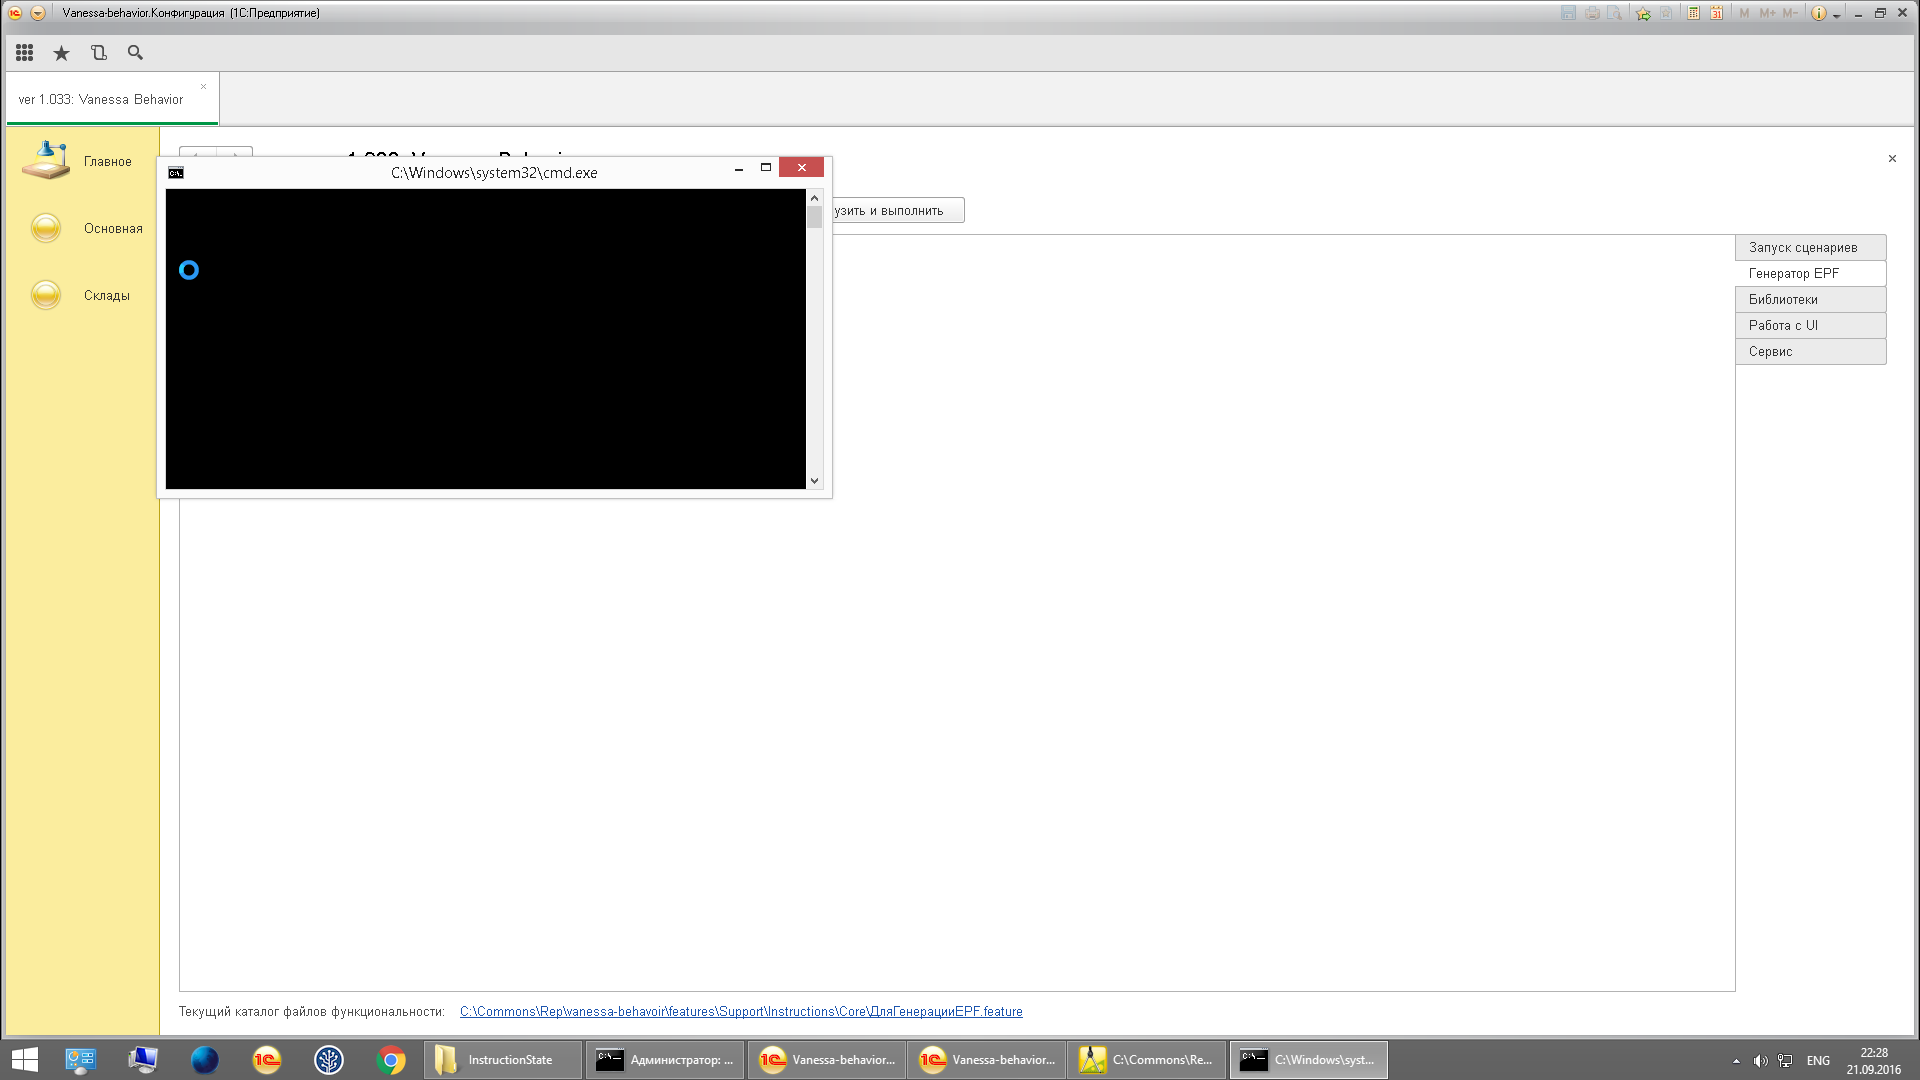 Vanessa-behavior.Конфигурация (1С:Предприятие)
M M+ M-
ver 1.033: Vanessa Behavior
Главное
Основная
Склады
C:\Windows\system32\cmd.exe
узить и выполнить
Запуск сценариев
Генератор EPF
Библиотеки
Работа с UI
Сервис
Текущий каталог файлов функциональности: C:\Commons\Rep\vanessa-behavoir\features\Support\Instructions\Core\ДляГенерацииEPF.feature
InstructionState
Администратор: ...
Vanessa-behavior...
Vanessa-behavior...
C:\Commons\Re...
C:\Windows\syst...
ENG
22:28
21.09.2016